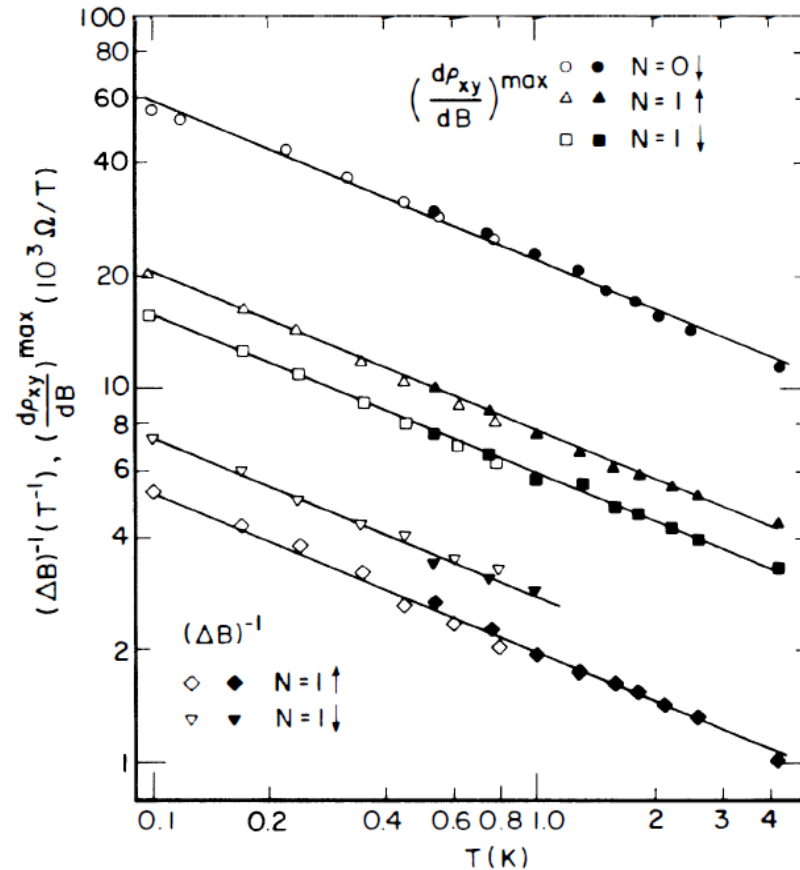 (dρxy/dB)^max
○ ● N = 0 ↓
△ ▲ N = 1 ↑
□ ■ N = 1 ↓
(ΔB)⁻¹
◇ ◆ N = 1 ↑
▽ ▼ N = 1 ↓
(ΔB)⁻¹ (T⁻¹), (dρxy/dB)^max (10³ Ω/T)
100
80
60
40
20
10
8
6
4
2
1
0.1 0.2 0.4 0.6 0.8 1.0 2 3 4
T (K)